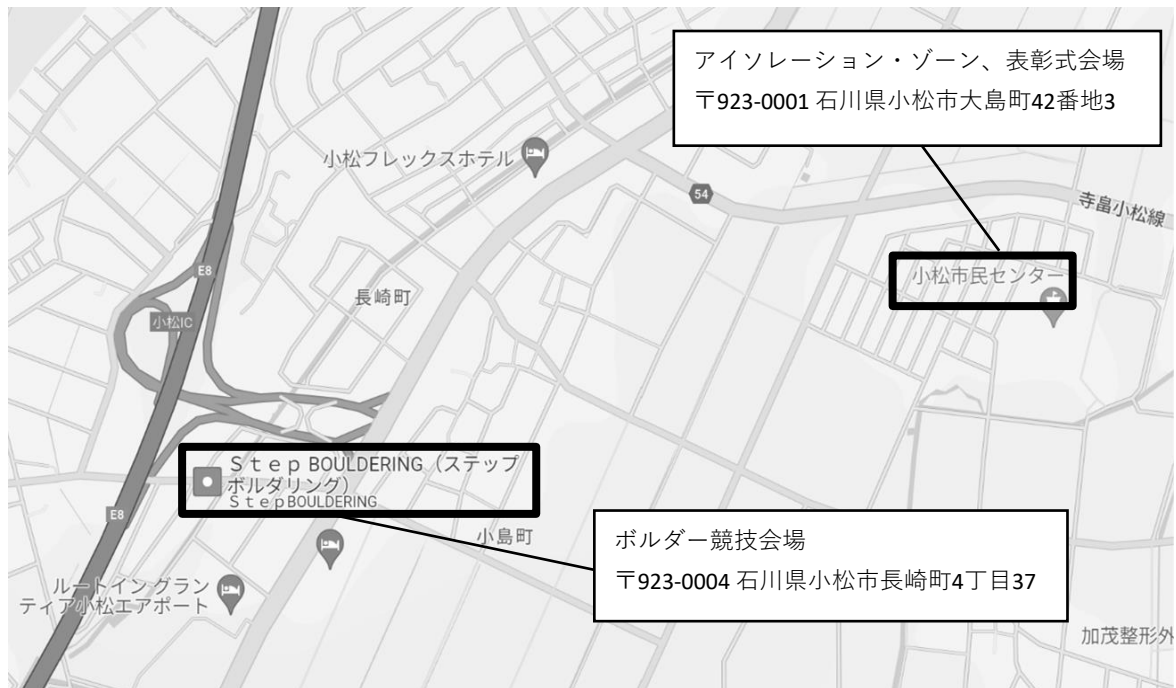 アイソレーション・ゾーン、表彰式会場
〒923-0001 石川県小松市大島町42番地3
小松フレックスホテル
54
寺畠小松線
小松市民センター
E8
長崎町
小松IC
Ｓｔｅｐ BOULDERING（ステップ
ボルダリング）
ＳｔｅｐBOULDERING
E8
小島町
ボルダー競技会場
〒923-0004 石川県小松市長崎町4丁目37
ルートイングラン
ティア小松エアポート
加茂整形外